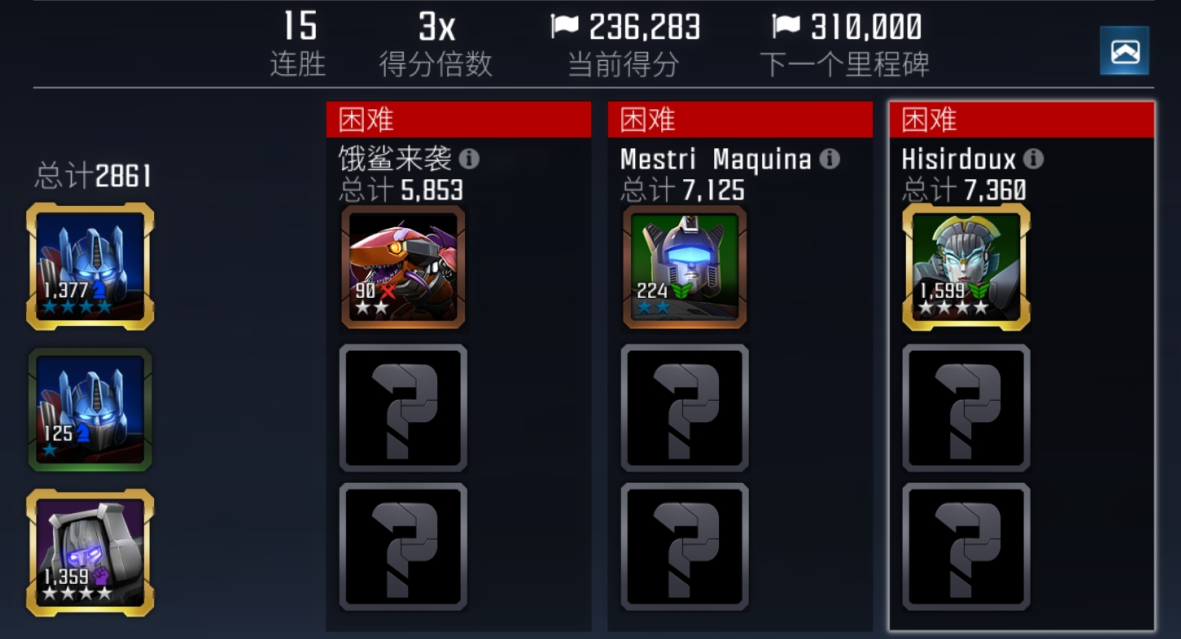 15 3x 236,283 310,000
连胜 得分倍数 当前得分 下一个里程碑
总计2861
1,377
125
1,359
困难
饿鲨来袭
总计 5,853
90
困难
Mestri Maquina
总计 7,125
224
困难
Hisirdoux
总计 7,360
1,599